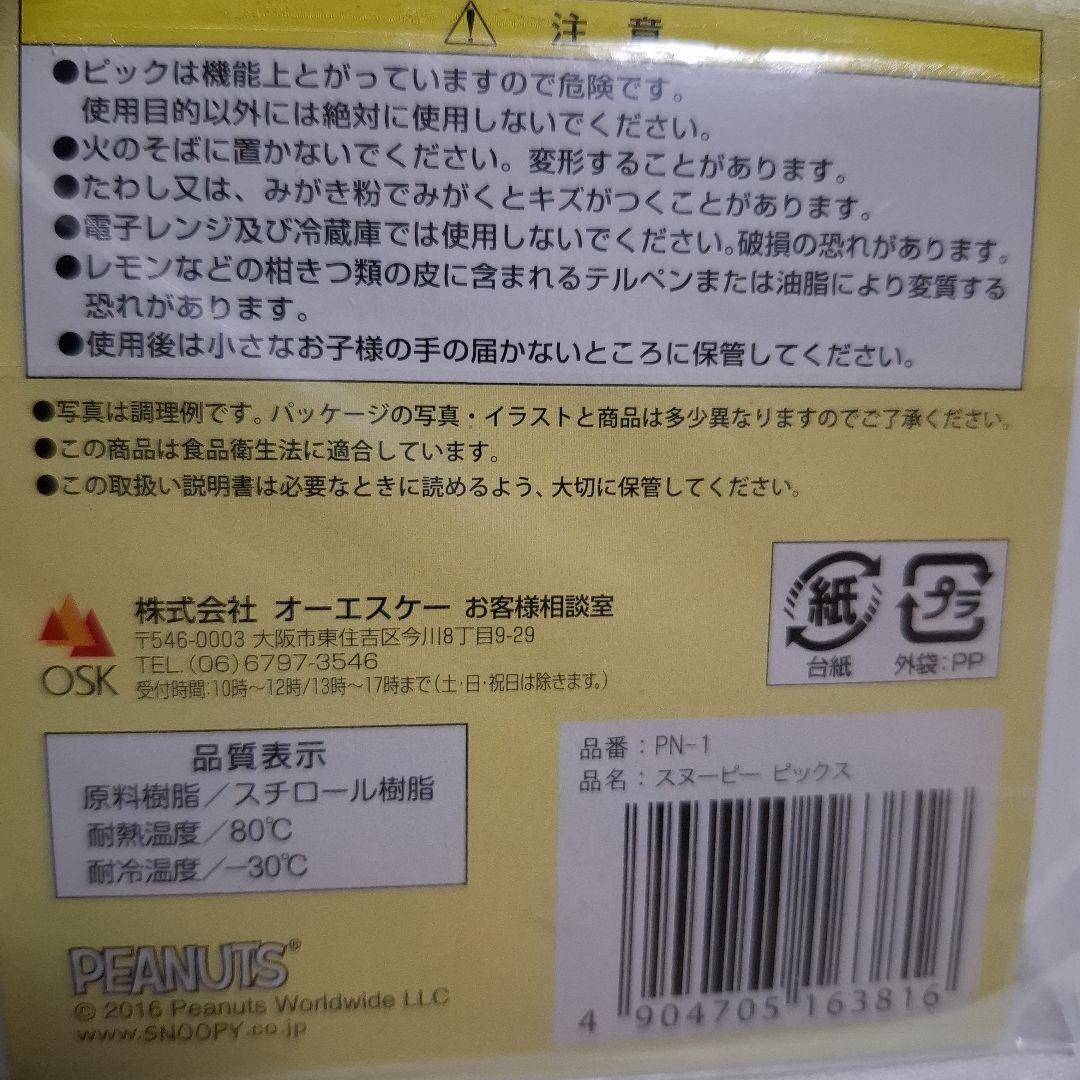 注意
●ピックは機能上とがっていますので危険です。
使用目的以外には絶対に使用しないでください。
●火のそばに置かないでください。変形することがあります。
●たわし又は、みがき粉でみがくとキズがつくことがあります。
●電子レンジ及び冷蔵庫では使用しないでください。破損の恐れがあります。
●レモンなどの柑きつ類の皮に含まれるテルペンまたは油脂により変質する
恐れがあります。
●使用後は小さなお子様の手の届かないところに保管してください。
●写真は調理例です。パッケージの写真・イラストと商品は多少異なりますのでご了承ください。
●この商品は食品衛生法に適合しています。
●この取扱い説明書は必要なときに読めるよう、大切に保管してください。
紙 プラ
台紙 外袋:PP
OSK
株式会社 オーエスケー お客様相談室
〒546-0003 大阪市東住吉区今川8丁目9-29
TEL.(06)6797-3546
受付時間:10時~12時/13時~17時まで(土・日・祝日は除きます。)
品質表示
原料樹脂/スチロール樹脂
耐熱温度/80℃
耐冷温度/-30℃
品番:PN-1
品名:スヌーピー ピックス
4 904705 163816
PEANUTS®
© 2016 Peanuts Worldwide LLC
www.SNOOPY.co.jp